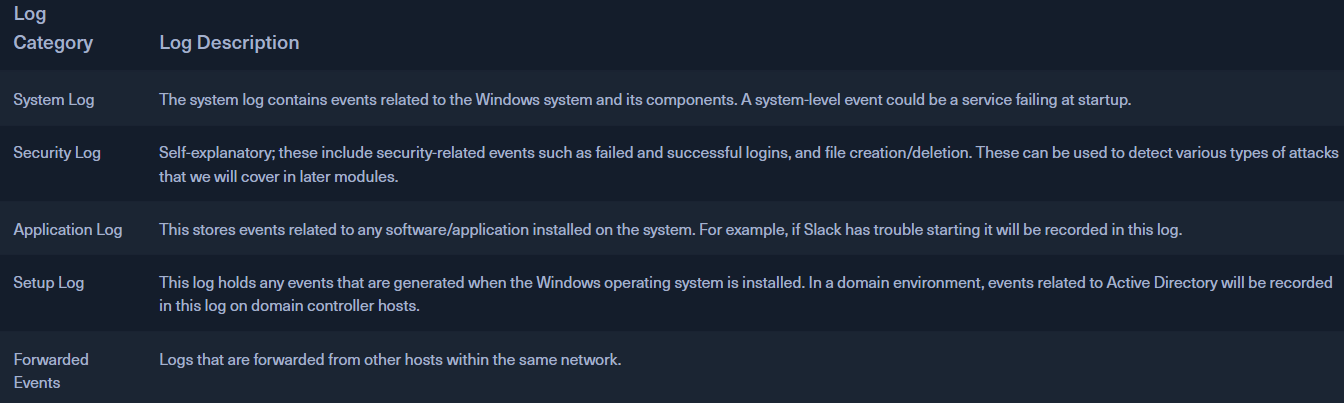 Log
Category Log Description
System Log The system log contains events related to the Windows system and its components. A system-level event could be a service failing at startup.
Security Log Self-explanatory; these include security-related events such as failed and successful logins, and file creation/deletion. These can be used to detect various types of attacks
that we will cover in later modules.
Application Log This stores events related to any software/application installed on the system. For example, if Slack has trouble starting it will be recorded in this log.
Setup Log This log holds any events that are generated when the Windows operating system is installed. In a domain environment, events related to Active Directory will be recorded
in this log on domain controller hosts.
Forwarded Logs that are forwarded from other hosts within the same network.
Events